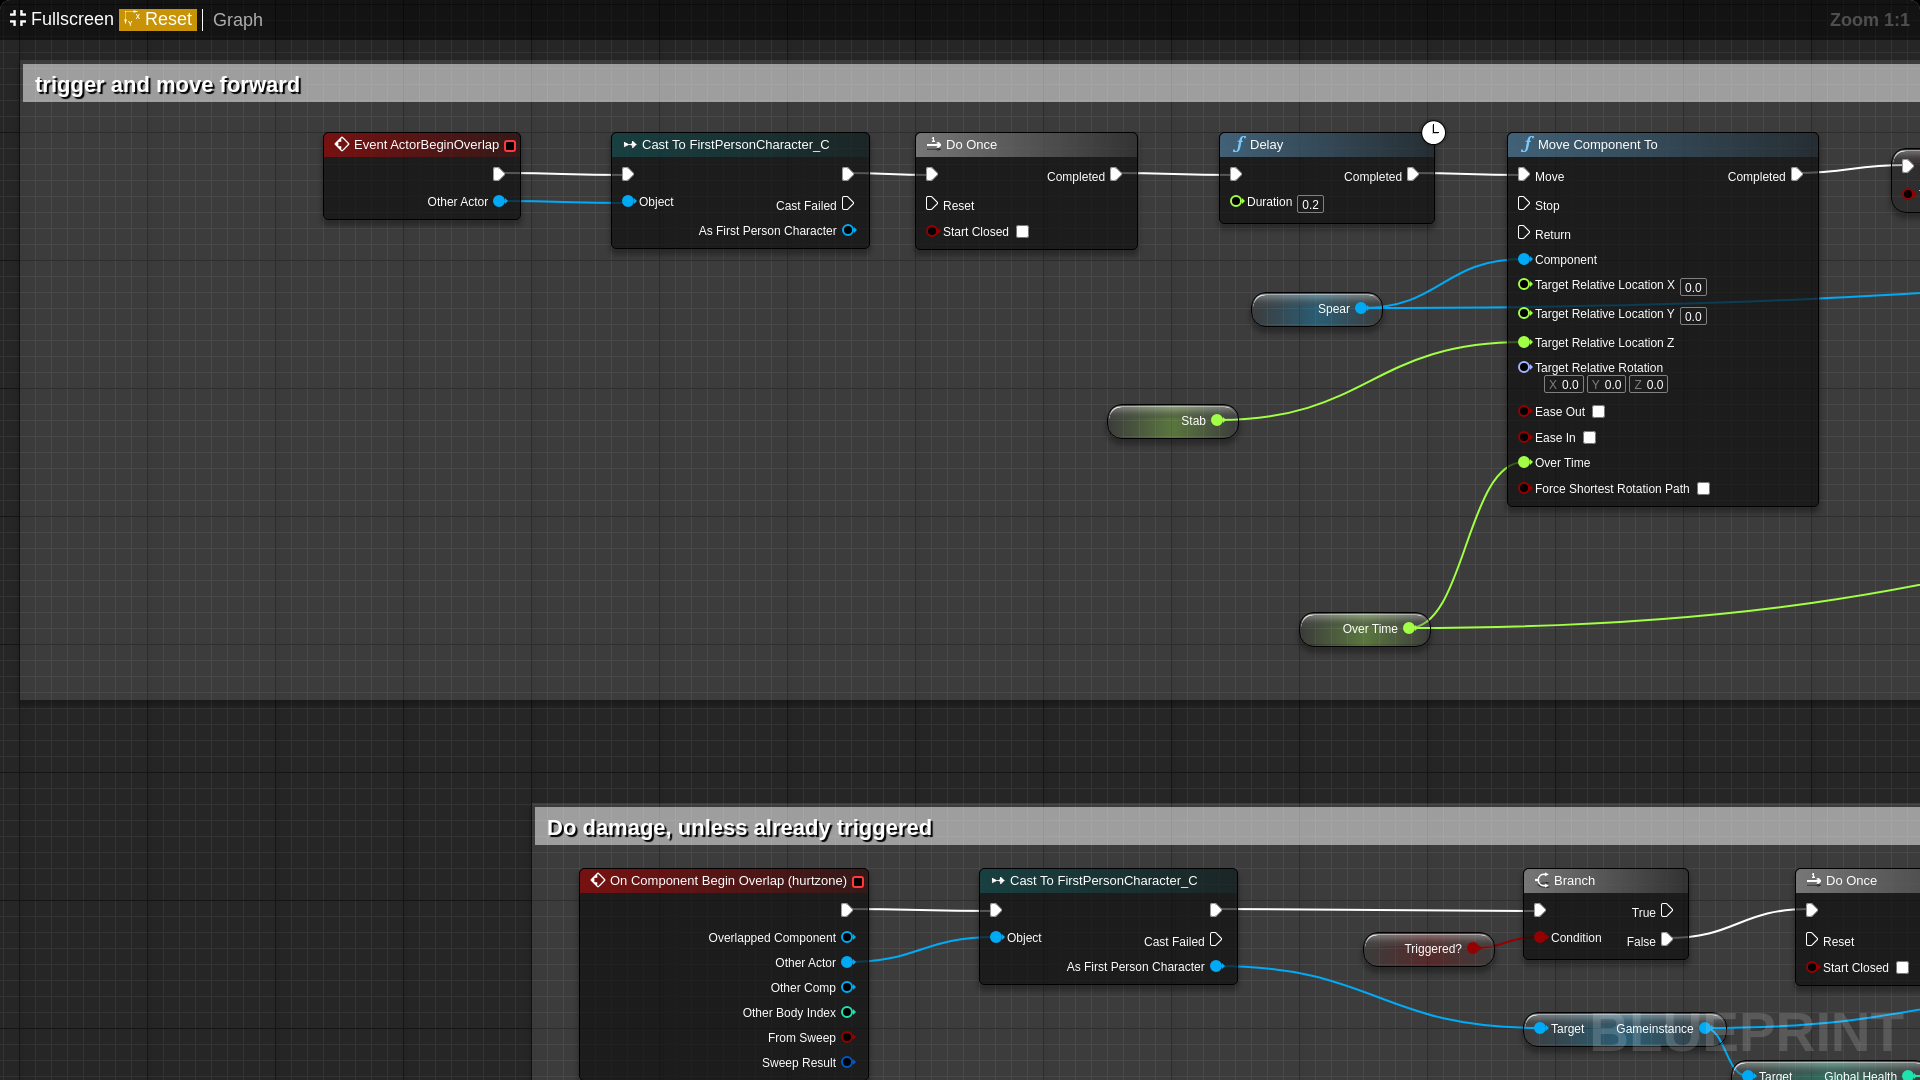 Fullscreen Reset Graph Zoom 1:1
trigger and move forward
Event ActorBeginOverlap
Other Actor
Cast To FirstPersonCharacter_C
Object
Cast Failed
As First Person Character
Do Once
Completed
Reset
Start Closed
Delay
Completed
Duration 0.2
Move Component To
Move Completed
Stop
Return
Component
Target Relative Location X 0.0
Target Relative Location Y 0.0
Target Relative Location Z
Target Relative Rotation
X 0.0 Y 0.0 Z 0.0
Ease Out
Ease In
Over Time
Force Shortest Rotation Path
Spear
Stab
Over Time
Do damage, unless already triggered
On Component Begin Overlap (hurtzone)
Overlapped Component
Other Actor
Other Comp
Other Body Index
From Sweep
Sweep Result
Cast To FirstPersonCharacter_C
Object
Cast Failed
As First Person Character
Triggered?
Branch
True
Condition
False
Do Once
Reset
Start Closed
Target Gameinstance
BLUEPRINT
Target Global Health